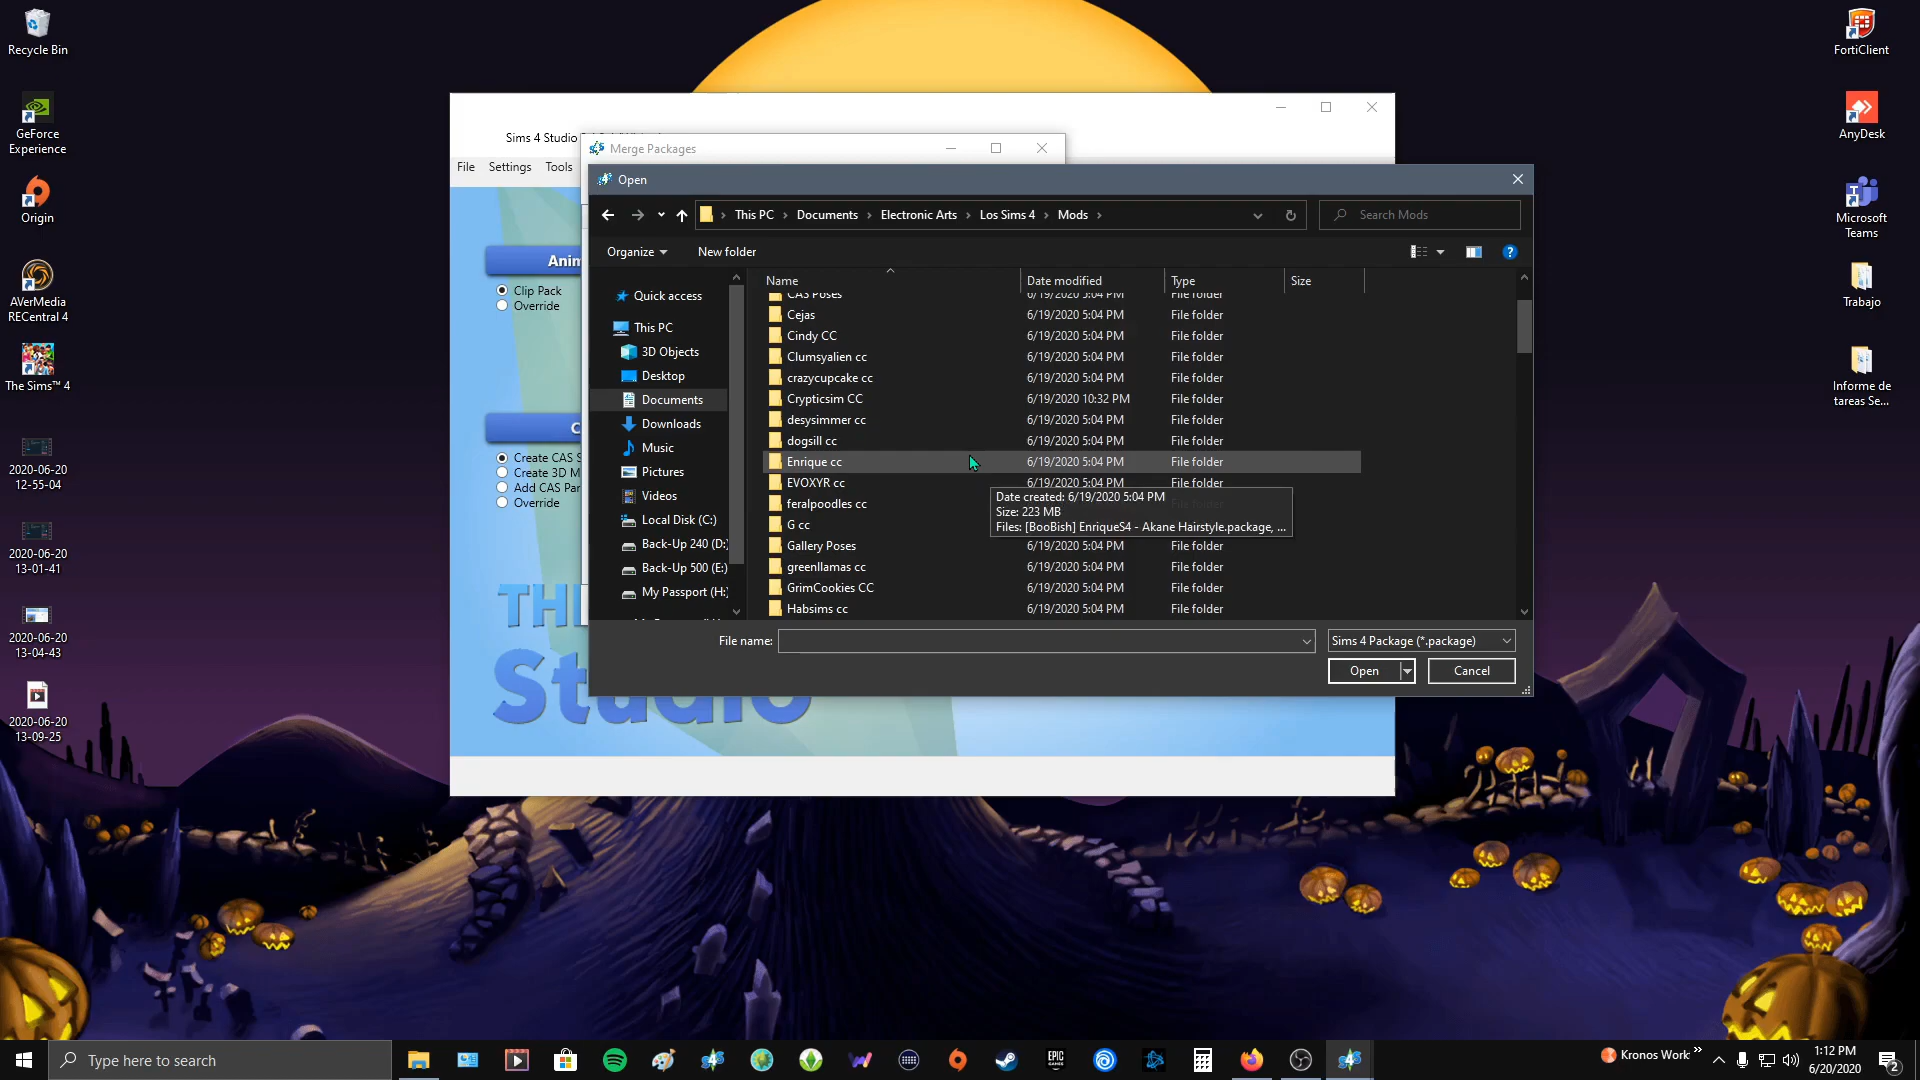 Recycle Bin
GeForce
Experience
Origin
AVerMedia
RECentral 4
The Sims™ 4
2020-06-20
12-55-04
2020-06-20
13-01-41
2020-06-20
13-04-43
2020-06-20
13-09-25
FortiClient
AnyDesk
Microsoft
Teams
Trabajo
Informe de
tareas Se...
Sims 4 Studio
File Settings Tools
Clip Pack
Override
Create CAS S
Create 3D M
Add CAS Par
Override
Studio
Merge Packages
Open
This PC > Documents > Electronic Arts > Los Sims 4 > Mods >
Search Mods
Organize
New folder
Quick access
This PC
3D Objects
Desktop
Documents
Downloads
Music
Pictures
Videos
Local Disk (C:)
Back-Up 240 (D:)
Back-Up 500 (E:)
My Passport (H:
Name Date modified Type Size
CAS Poses 6/19/2020 5:04 PM File folder
Cejas 6/19/2020 5:04 PM File folder
Cindy CC 6/19/2020 5:04 PM File folder
Clumsyalien cc 6/19/2020 5:04 PM File folder
crazycupcake cc 6/19/2020 5:04 PM File folder
Crypticsim CC 6/19/2020 10:32 PM File folder
desysimmer cc 6/19/2020 5:04 PM File folder
dogsill cc 6/19/2020 5:04 PM File folder
Enrique cc 6/19/2020 5:04 PM File folder
EVOXYR cc 6/19/2020 5:04 PM File folder
feralpoodles cc
G cc
Gallery Poses 6/19/2020 5:04 PM File folder
greenllamas cc 6/19/2020 5:04 PM File folder
GrimCookies CC 6/19/2020 5:04 PM File folder
Habsims cc 6/19/2020 5:04 PM File folder
Date created: 6/19/2020 5:04 PM
Size: 223 MB
Files: [BooBish] EnriqueS4 - Akane Hairstyle.package, ...
File name:
Sims 4 Package (*.package)
Open
Cancel
Type here to search
EPIC
GAMES
Kronos Work
1:12 PM
6/20/2020
2